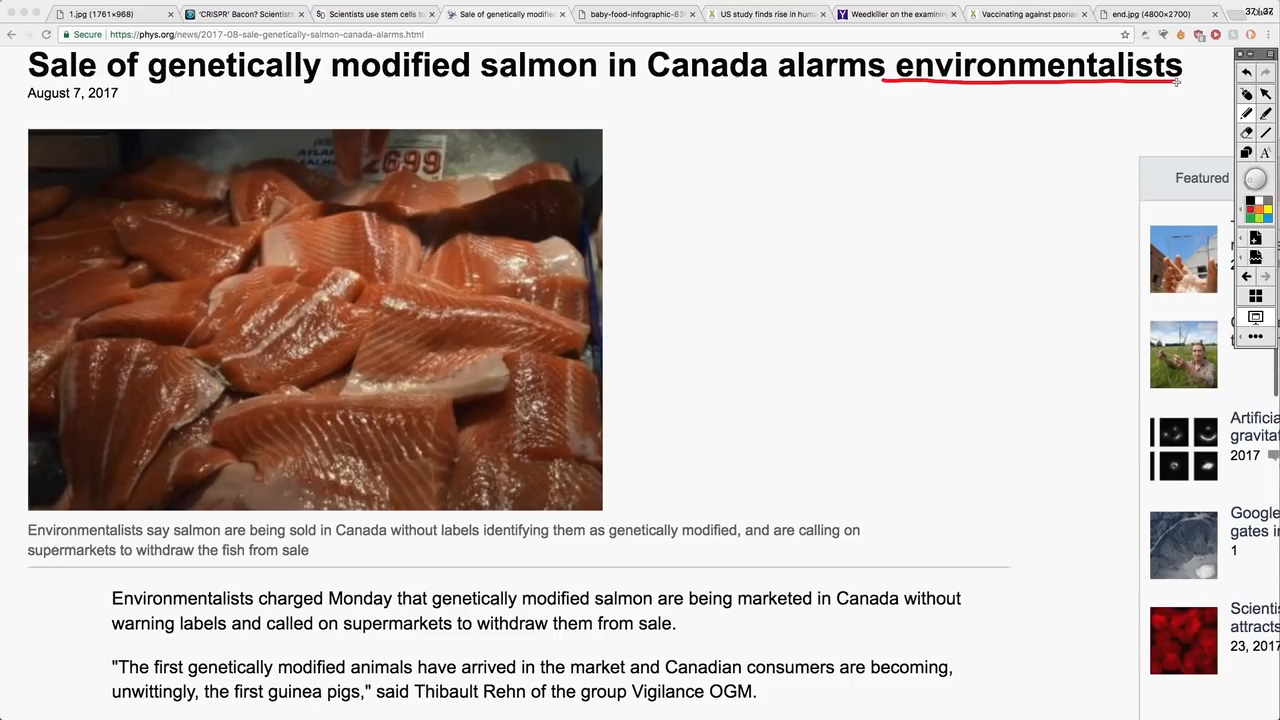 1.jpg (1761×968)
'CRISPR' Bacon? Scientists
Scientists use stem cells to
Sale of genetically modified
baby-food-infographic-83
US study finds rise in human
Weedkiller on the examining
Vaccinating against psoriasis
end.jpg (4800×2700)
Secure
https://phys.org/news/2017-08-sale-genetically-salmon-canada-alarms.html
Sale of genetically modified salmon in Canada alarms environmentalists
August 7, 2017
2699
Featured
Environmentalists say salmon are being sold in Canada without labels identifying them as genetically modified, and are calling on
supermarkets to withdraw the fish from sale
Environmentalists charged Monday that genetically modified salmon are being marketed in Canada without
warning labels and called on supermarkets to withdraw them from sale.
"The first genetically modified animals have arrived in the market and Canadian consumers are becoming,
unwittingly, the first guinea pigs," said Thibault Rehn of the group Vigilance OGM.
Artificia
gravitat
2017
Google
gates in
1
Scientis
attracts
23, 2017